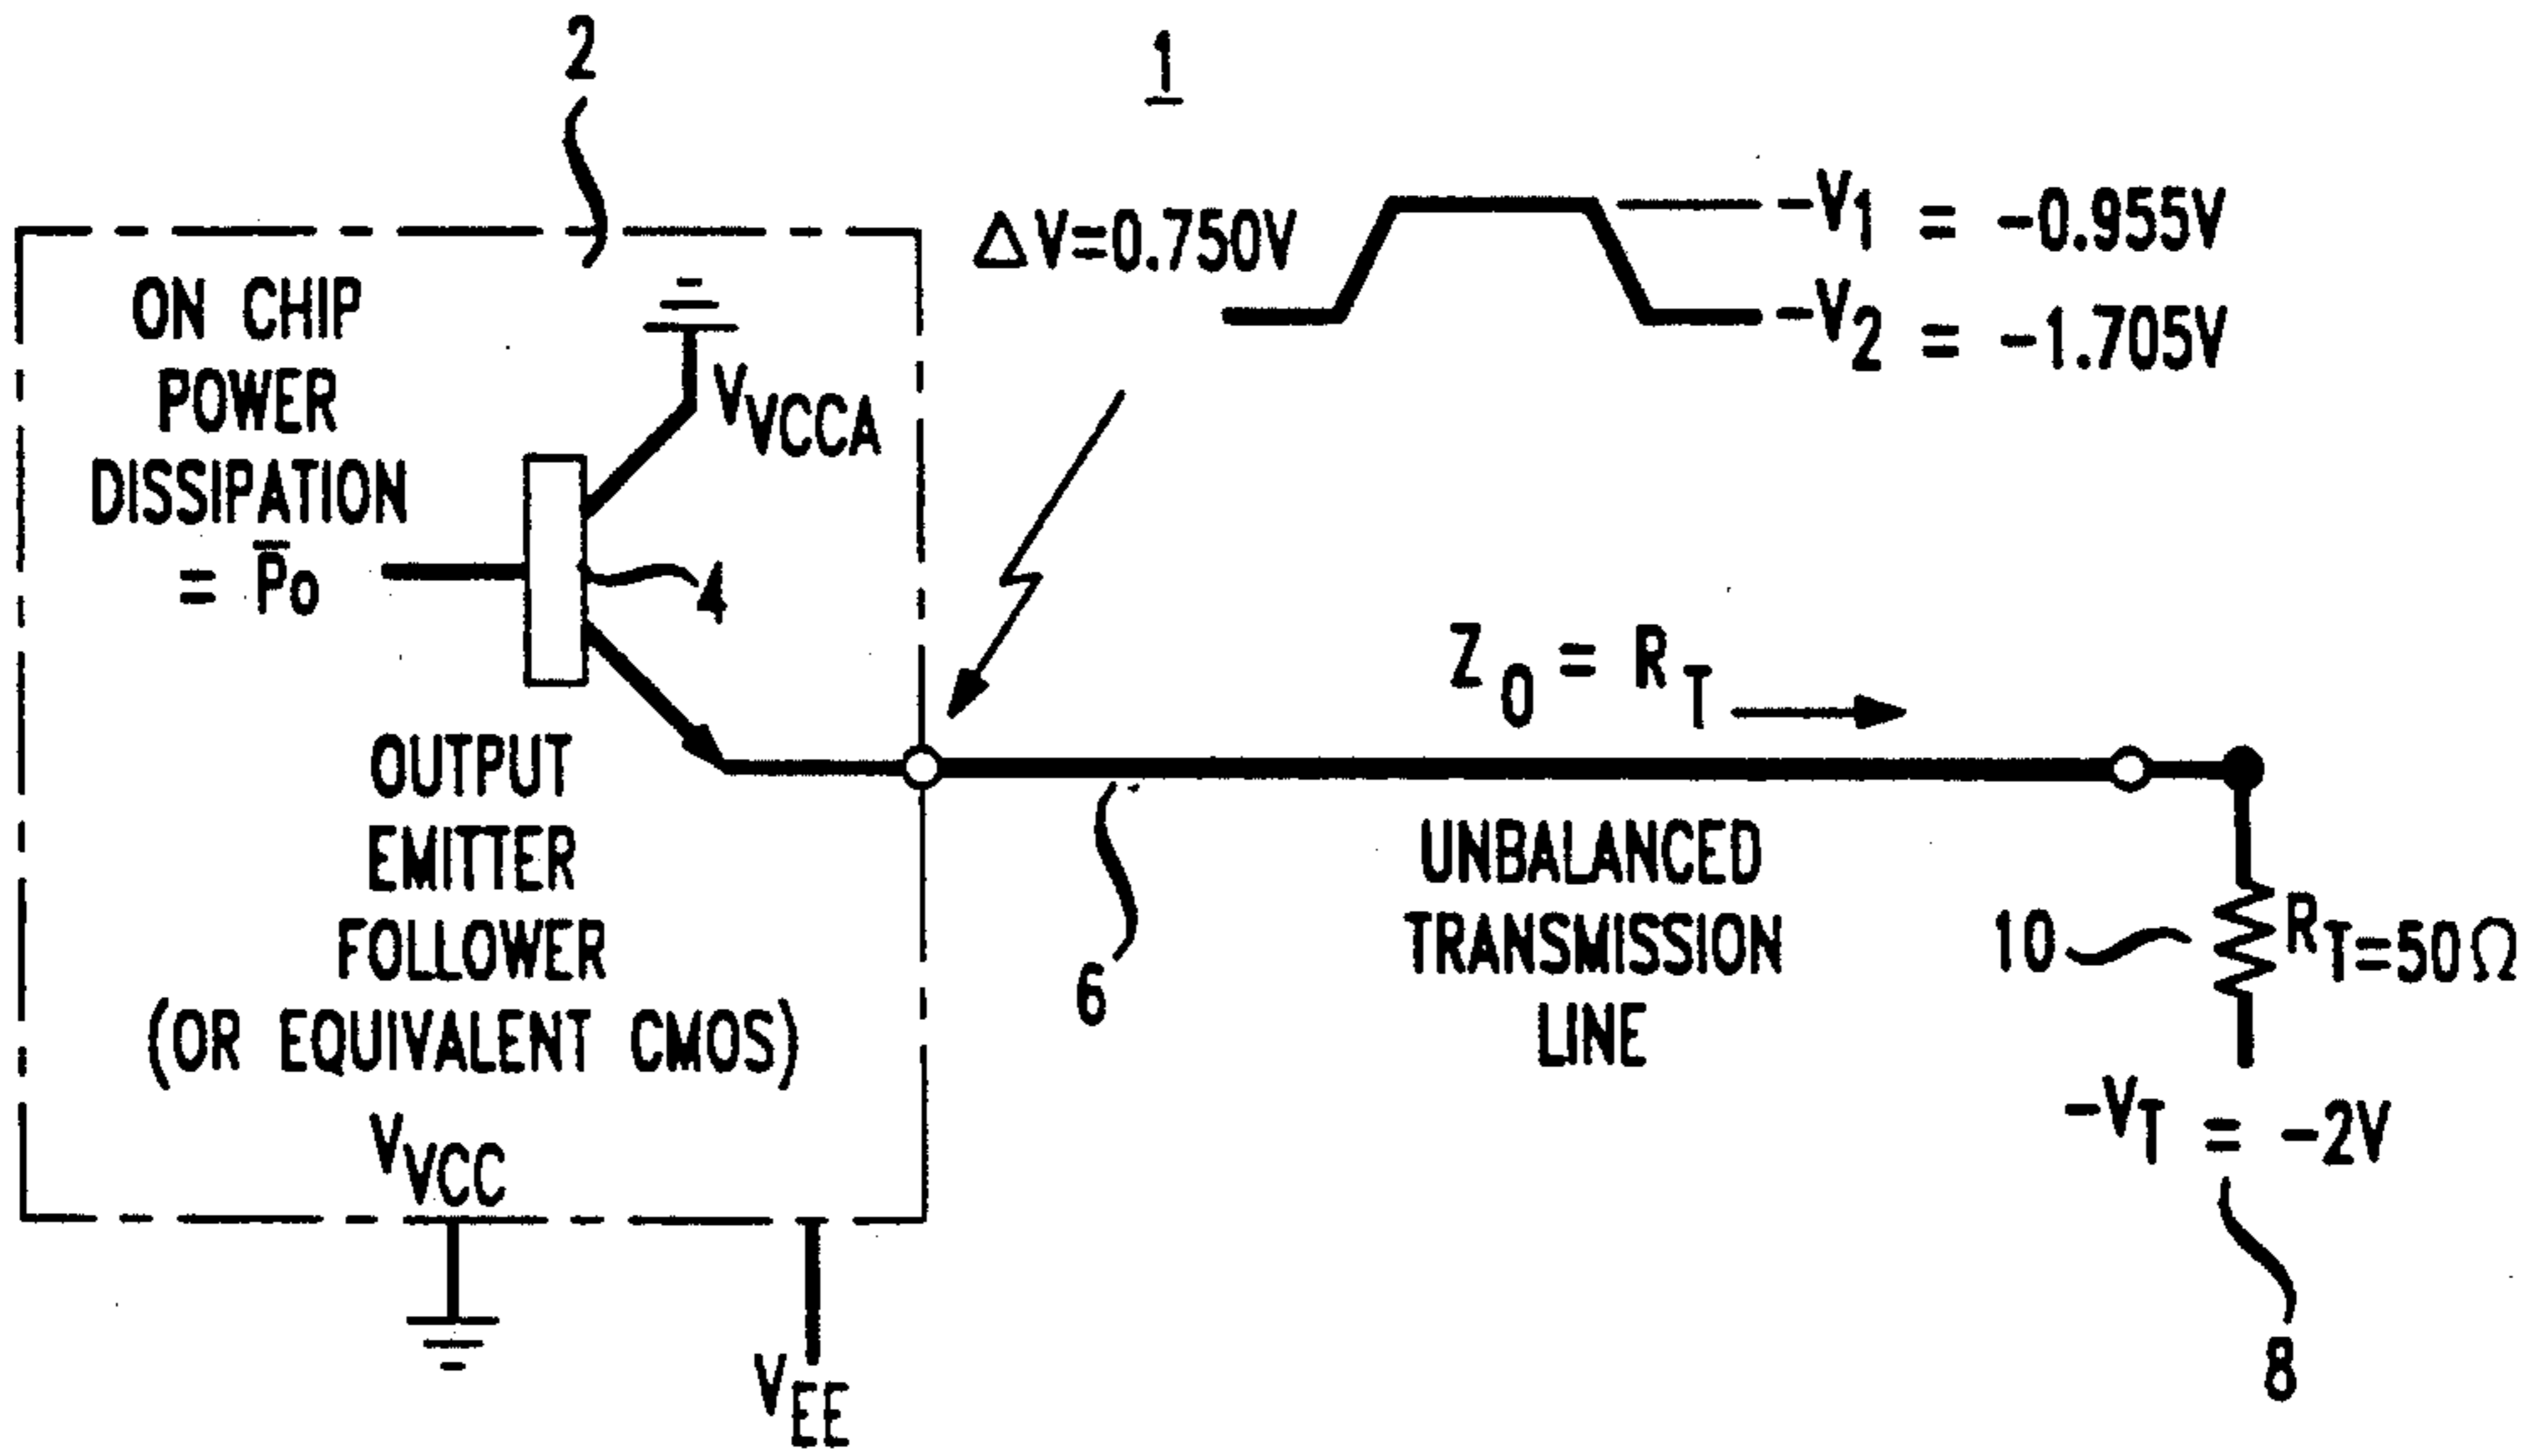 2
1
ΔV=0.750V
-V1 = -0.955V
-V2 = -1.705V
ON CHIP
POWER
DISSIPATION
= P̅o
VVCCA
4
OUTPUT
EMITTER
FOLLOWER
(OR EQUIVALENT CMOS)
VVCC
VEE
Z0 = RT
6
UNBALANCED
TRANSMISSION
LINE
10
RT=50Ω
-VT = -2V
8